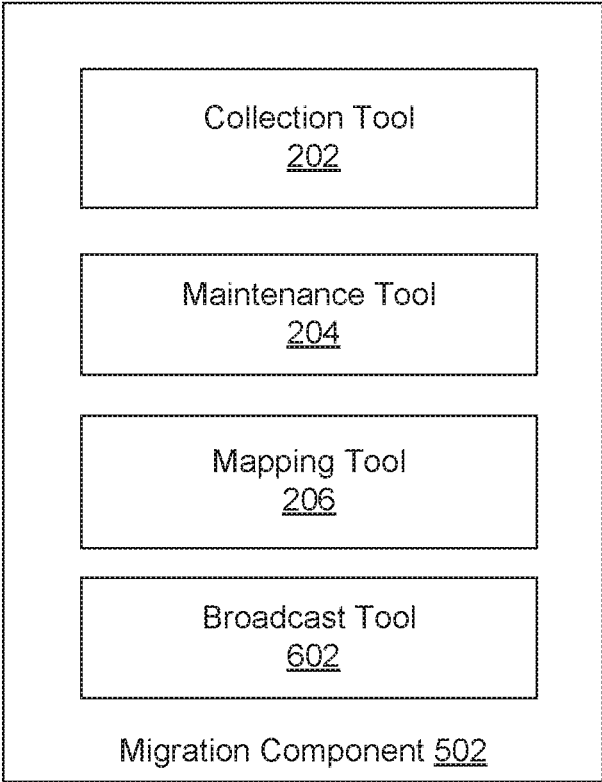 Collection Tool
202
Maintenance Tool
204
Mapping Tool
206
Broadcast Tool
602
Migration Component 502